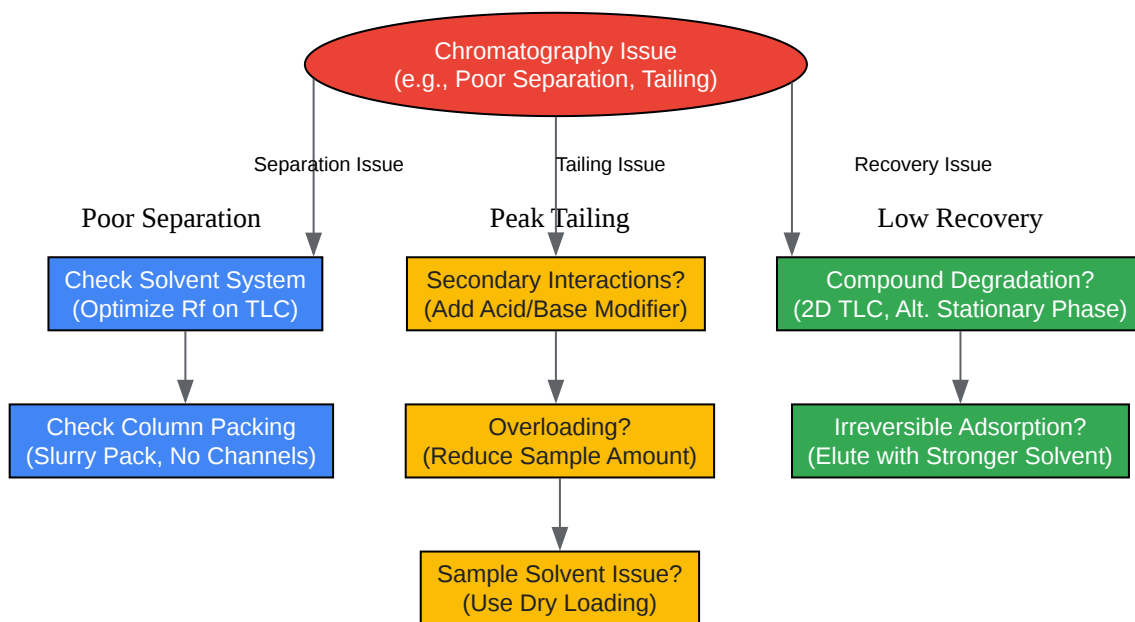 Chromatography Issue
(e.g., Poor Separation, Tailing)
Separation Issue
Tailing Issue
Recovery Issue
Poor Separation
Peak Tailing
Low Recovery
Check Solvent System
(Optimize Rf on TLC)
Secondary Interactions?
(Add Acid/Base Modifier)
Compound Degradation?
(2D TLC, Alt. Stationary Phase)
Check Column Packing
(Slurry Pack, No Channels)
Overloading?
(Reduce Sample Amount)
Irreversible Adsorption?
(Elute with Stronger Solvent)
Sample Solvent Issue?
(Use Dry Loading)